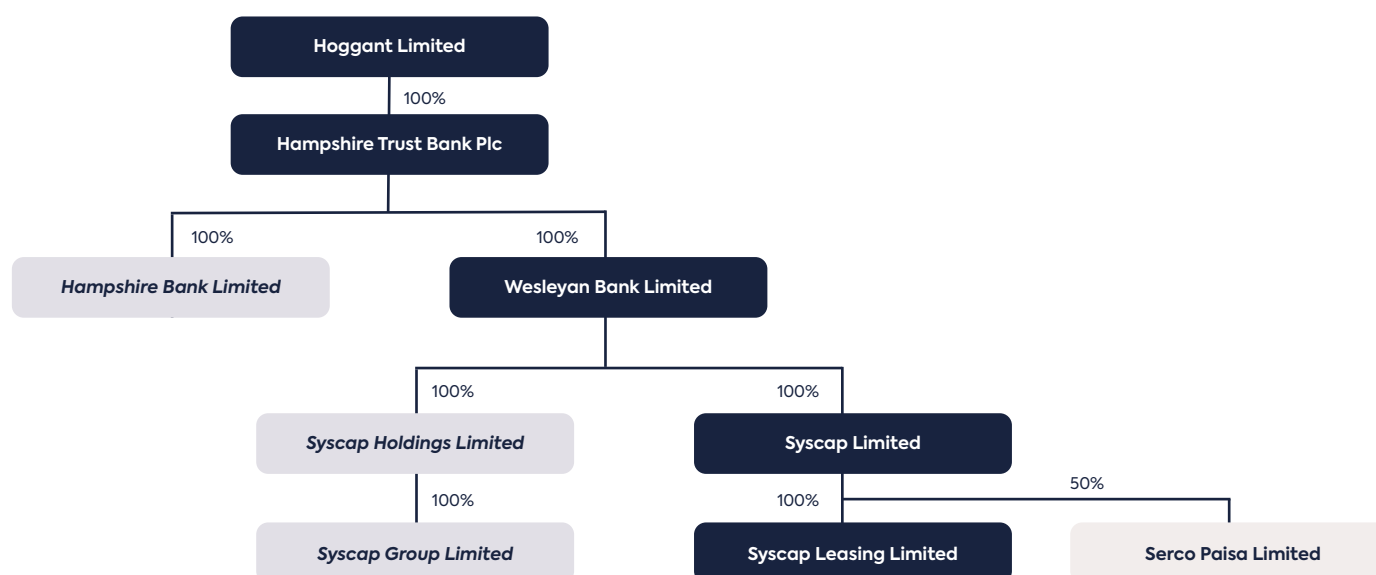 Hoggant Limited
100%
Hampshire Trust Bank Plc
100%
100%
Hampshire Bank Limited
Wesleyan Bank Limited
100%
100%
Syscap Holdings Limited
Syscap Limited
50%
100%
100%
Syscap Group Limited
Syscap Leasing Limited
Serco Paisa Limited